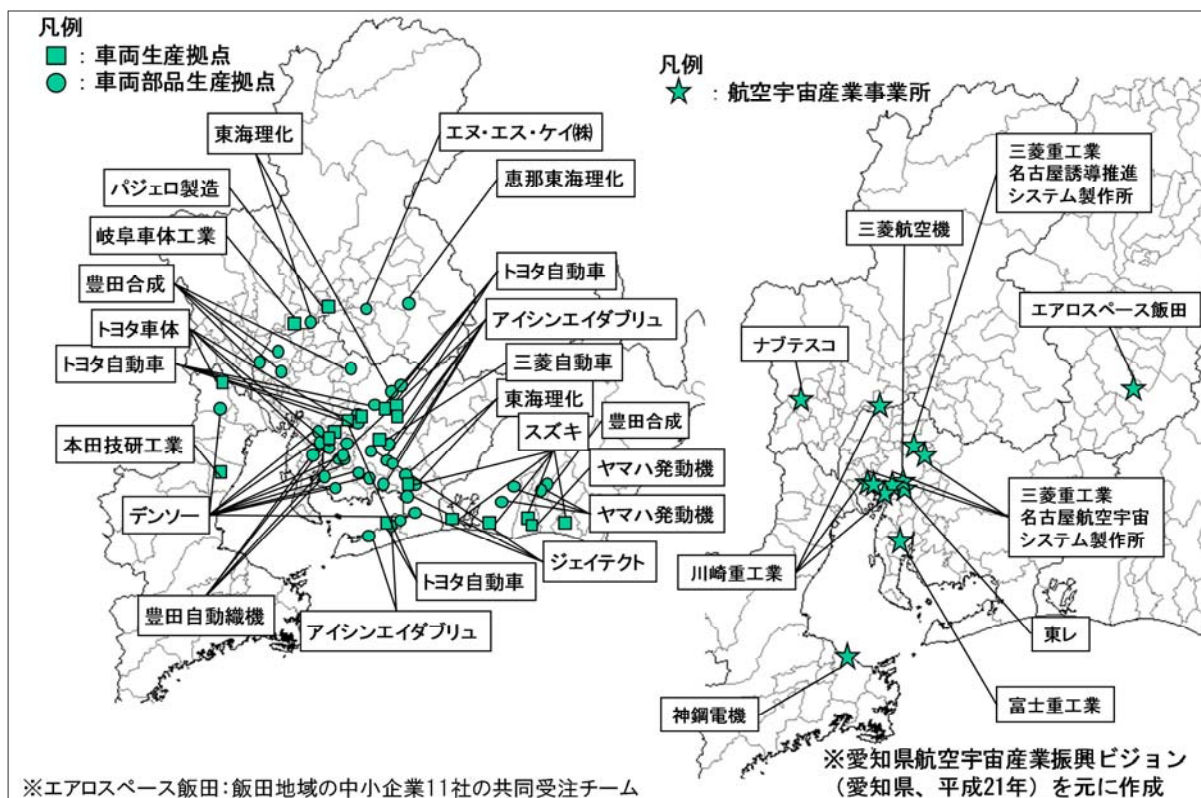 凡例
■：車両生産拠点
●：車両部品生産拠点
東海理化
エヌ・エス・ケイ㈱
パジェロ製造
恵那東海理化
岐阜車体工業
豊田合成
トヨタ自動車
トヨタ車体
アイシンエイダブリュ
トヨタ自動車
三菱自動車
東海理化
豊田合成
スズキ
本田技研工業
ヤマハ発動機
デンソー
ヤマハ発動機
ジェイテクト
トヨタ自動車
豊田自動織機
アイシンエイダブリュ
※エアロスペース飯田：飯田地域の中小企業11社の共同受注チーム
凡例
★：航空宇宙産業事業所
三菱重工業
名古屋誘導推進
システム製作所
三菱航空機
エアロスペース飯田
ナブテスコ
三菱重工業
名古屋航空宇宙
システム製作所
川崎重工業
東レ
神鋼電機
富士重工業
※愛知県航空宇宙産業振興ビジョン
（愛知県、平成21年）を元に作成